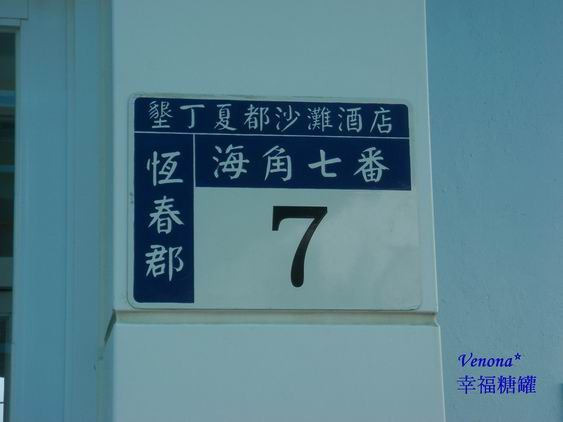 墾丁夏都沙灘酒店
海角七番
恆春郡
7
Venona*
幸福糖罐